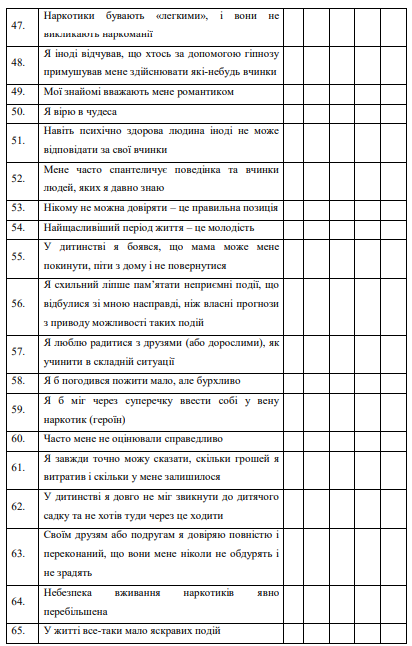 47. Наркотики бувають «легкими», і вони не
викликають наркоманії
48. Я іноді відчував, що хтось за допомогою гіпнозу
примушував мене здійснювати які-небудь вчинки
49. Мої знайомі вважають мене романтиком
50. Я вірю в чудеса
51. Навіть психічно здорова людина іноді не може
відповідати за свої вчинки
52. Мене часто спантеличує поведінка та вчинки
людей, яких я давно знаю
53. Нікому не можна довіряти – це правильна позиція
54. Найщасливіший період життя – це молодість
55. У дитинстві я боявся, що мама може мене
покинути, піти з дому і не повернутися
56. Я схильний ліпше пам’ятати неприємні події, що
відбулися зі мною насправді, ніж власні прогнози
з приводу можливості таких подій
57. Я люблю радитися з друзями (або дорослими), як
учинити в складній ситуації
58. Я б погодився пожити мало, але бурхливо
59. Я б міг через суперечку ввести собі у вену
наркотик (героїн)
60. Часто мене не оцінювали справедливо
61. Я завжди точно можу сказати, скільки грошей я
витратив і скільки у мене залишилося
62. У дитинстві я довго не міг звикнути до дитячого
садку та не хотів туди через це ходити
63. Своїм друзям або подругам я довіряю повністю і
переконаний, що вони мене ніколи не обдурять і
не зрадять
64. Небезпека вживання наркотиків явно
перебільшена
65. У житті все-таки мало яскравих подій